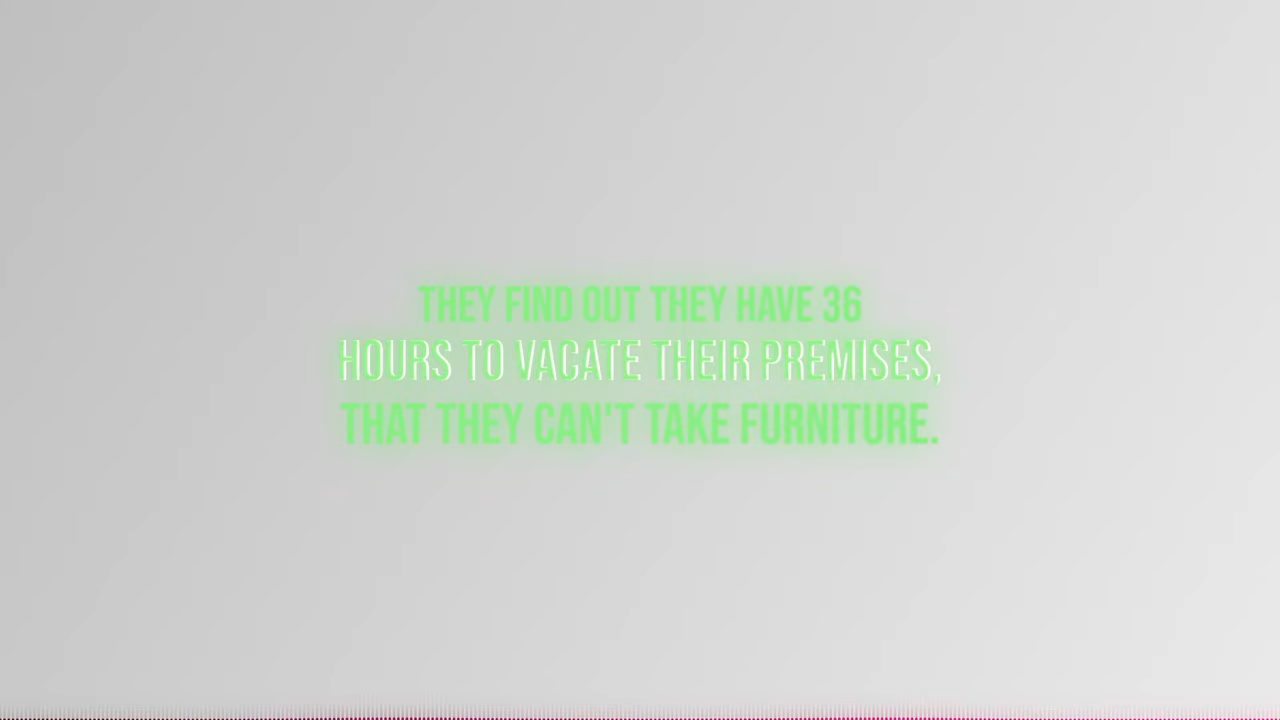 THEY FIND OUT THEY HAVE 36
HOURS TO VACATE THEIR PREMISES,
THAT THEY CAN'T TAKE FURNITURE.